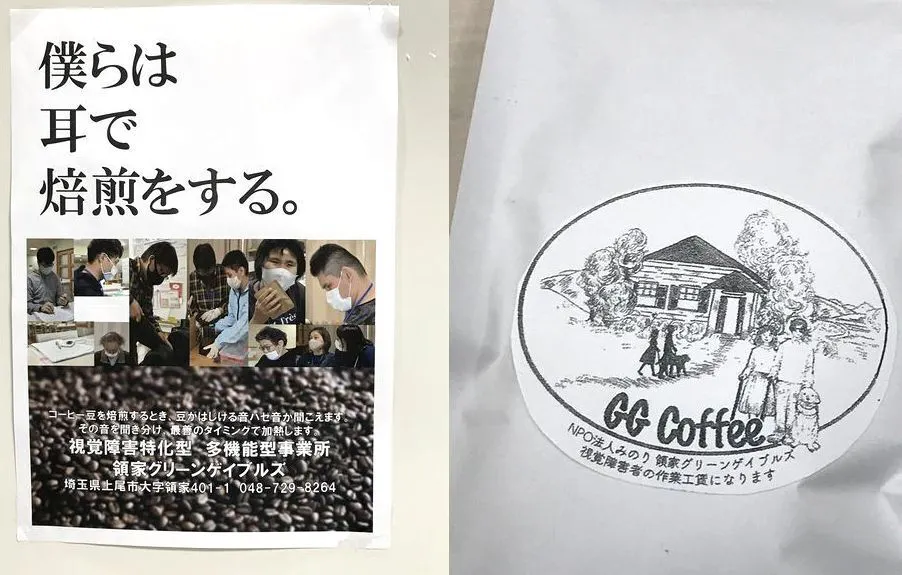 僕らは
耳で
焙煎をする。
コーヒー豆を焙煎するとき、豆がはじける音ハゼ音が聞こえます。
その音を聞き分け、最善のタイミングで加熱します。
視覚障害特化型 多機能型事業所
領家グリーンゲイブルズ
埼玉県上尾市大字領家401-1 048-729-8264
GG Coffee
NPO法人みのり 領家グリーンゲイブルズ
視覚障害者の作業工賃になります